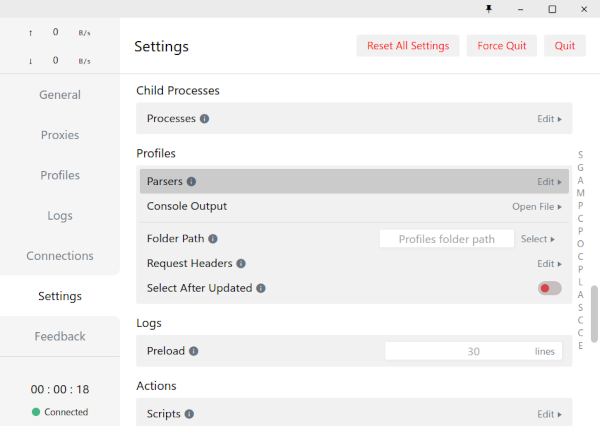 ↑ 0 B/s
↓ 0 B/s
General
Proxies
Profiles
Logs
Connections
Settings
Feedback
00 : 00 : 18
Connected
Settings
Reset All Settings
Force Quit
Quit
Child Processes
Processes
Edit
Profiles
Parsers
Edit
Console Output
Open File
Folder Path
Profiles folder path
Select
Request Headers
Edit
Select After Updated
Logs
Preload
30
lines
Actions
Scripts
Edit
S
G
A
M
P
C
P
O
C
P
L
A
S
C
C
E